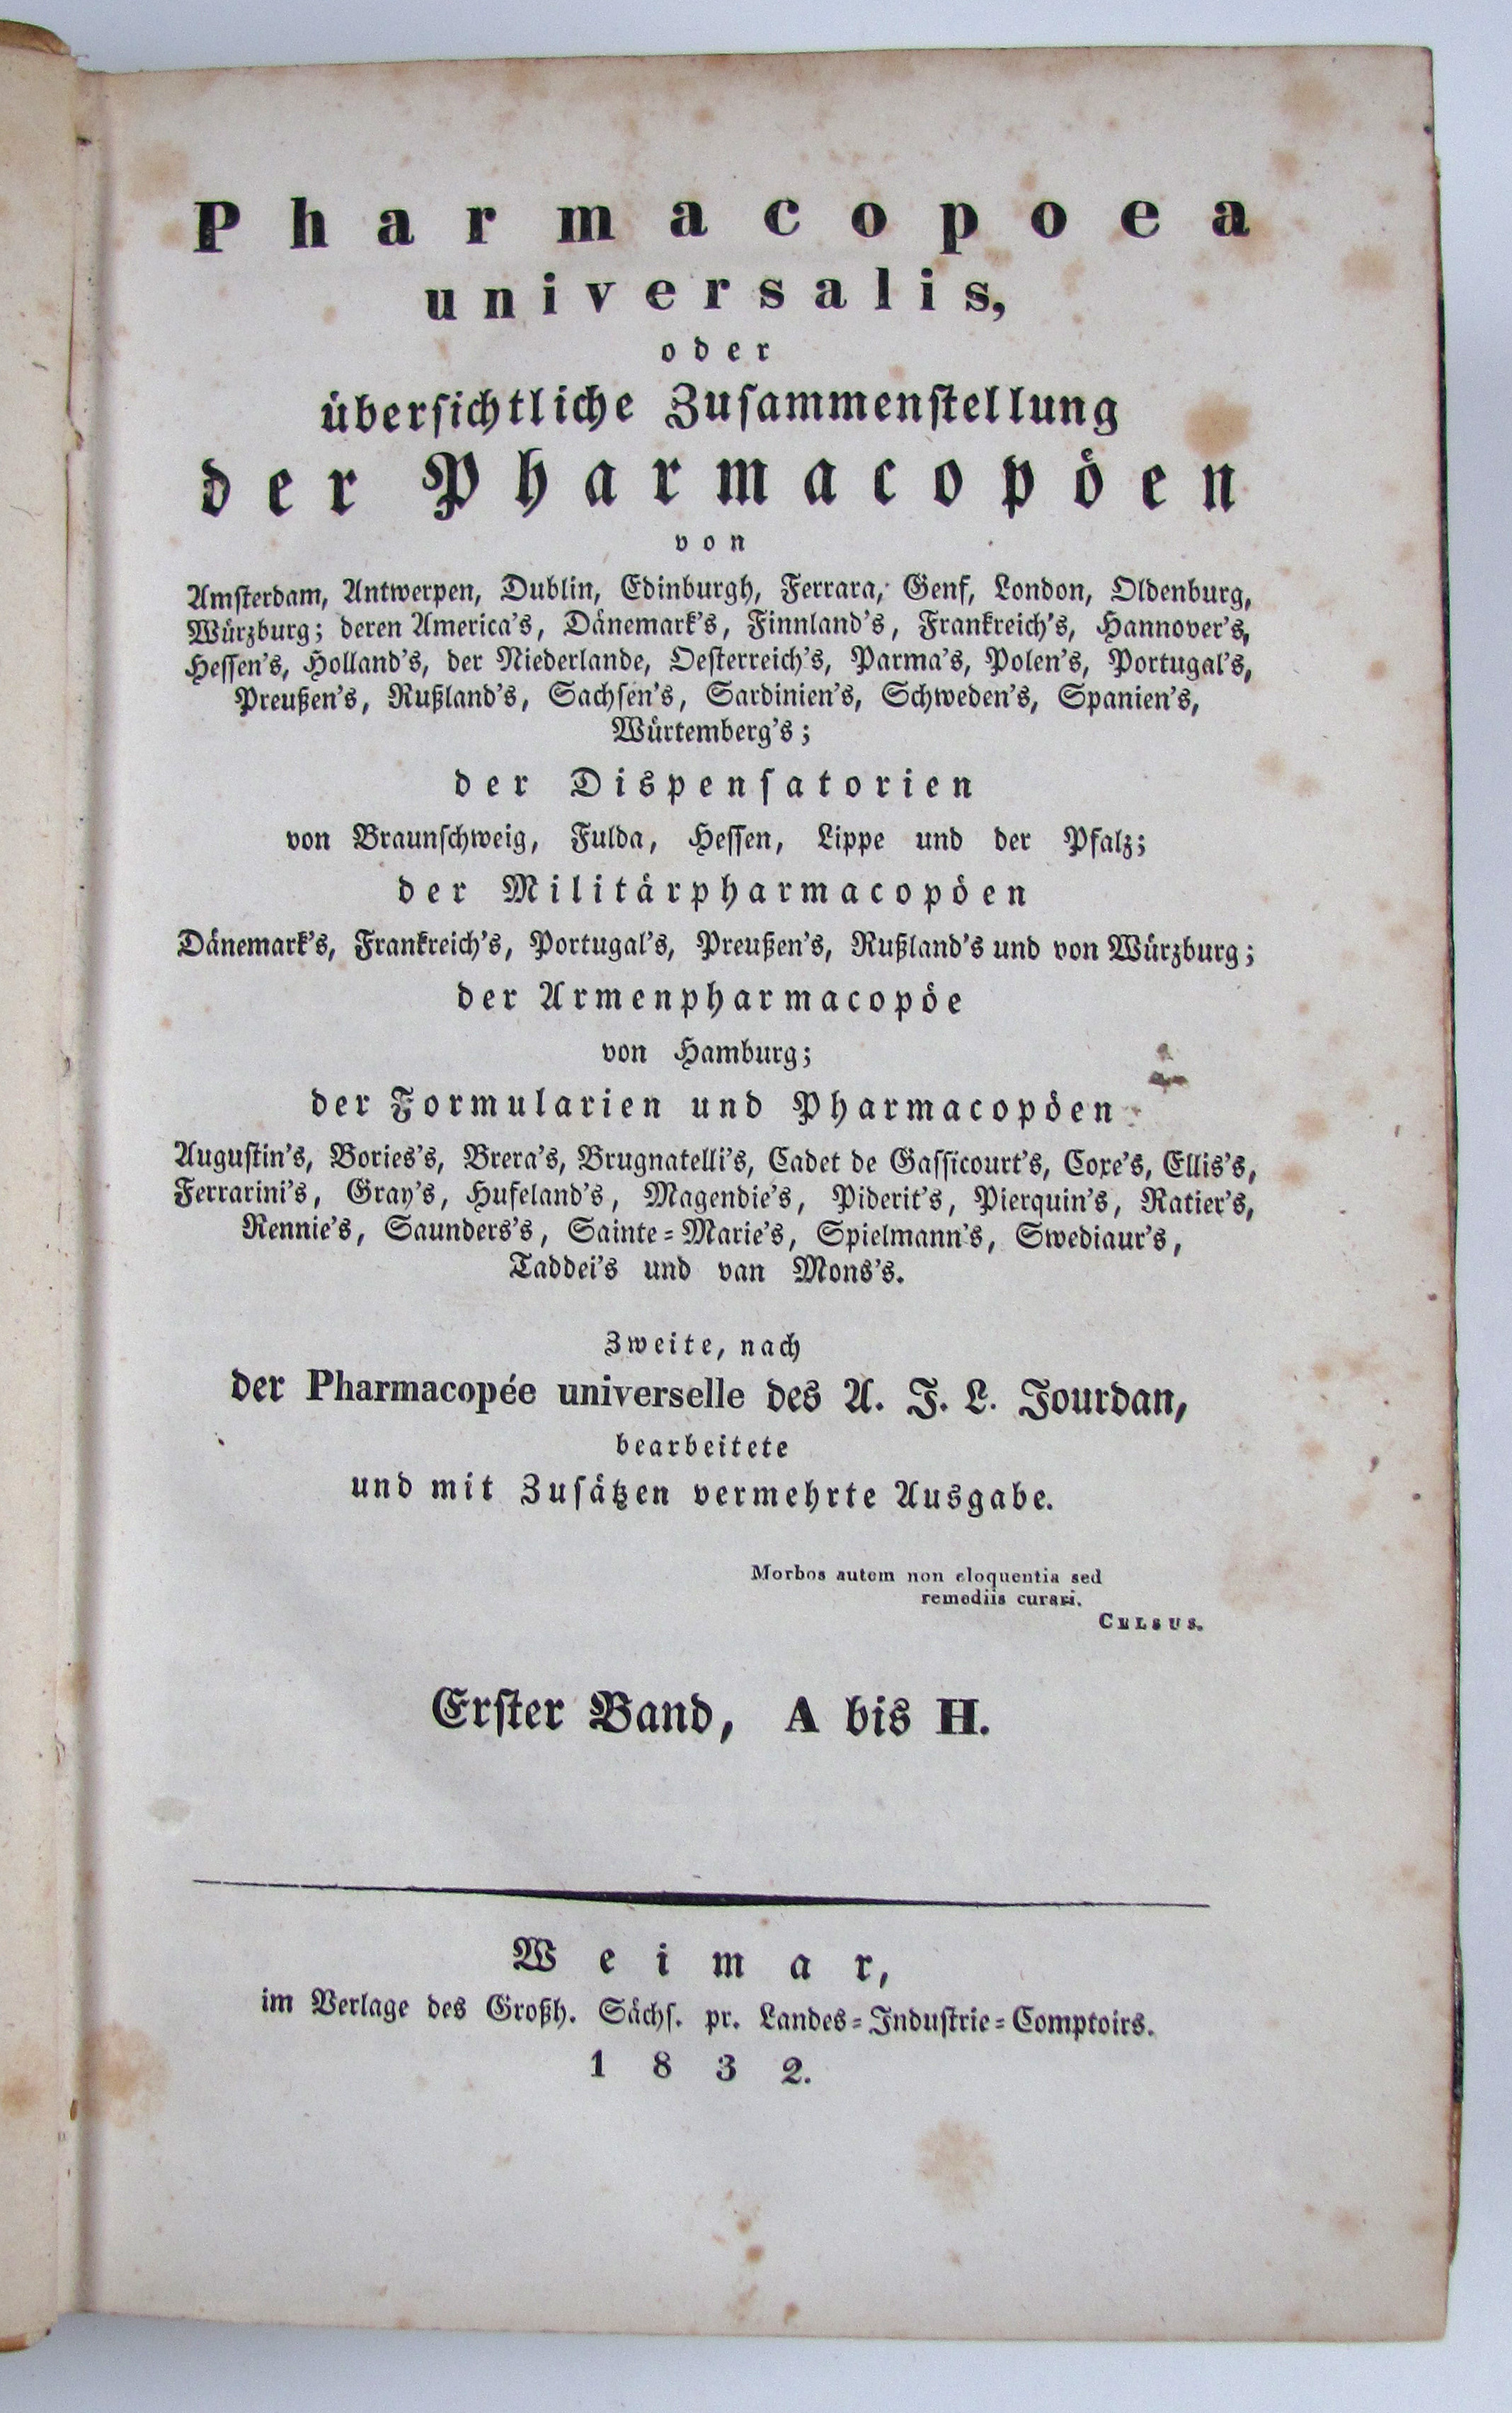 Pharmacopoea
universalis,
oder
übersichtliche Zusammenstellung
der Pharmacopöen
von
Amsterdam, Antwerpen, Dublin, Edinburgh, Ferrara, Genf, London, Oldenburg,
Würzburg; deren America's, Dänemark's, Finnland's, Frankreich's, Hannover's,
Hessen's, Holland's, der Niederlande, Oesterreich's, Parma's, Polen's, Portugal's,
Preußen's, Rußland's, Sachsen's, Sardinien's, Schweden's, Spanien's,
Würtemberg's;
der Dispensatorien
von Braunschweig, Fulda, Hessen, Lippe und der Pfalz;
der Militärpharmacopöen
Dänemark's, Frankreich's, Portugal's, Preußen's, Rußland's und von Würzburg;
der Armenpharmacopöe
von Hamburg;
der Formularien und Pharmacopöen
Augustin's, Bories's, Brera's, Brugnatelli's, Cadet de Gassicourt's, Coxe's, Ellis's,
Ferrarini's, Gray's, Hufeland's, Magendie's, Piderit's, Pierquin's, Ratier's,
Rennie's, Saunders's, Sainte-Marie's, Spielmann's, Swediaur's,
Taddei's und van Mons's.
Zweite, nach
der Pharmacopée universelle des A. J. L. Jourdan,
bearbeitete
und mit Zusätzen vermehrte Ausgabe.
Morbos autem non eloquentia sed
remediis curari.
CELSUS.
Erster Band, A bis H.
Weimar,
im Verlage des Großh. Sächs. pr. Landes-Industrie-Comptoirs.
1832.